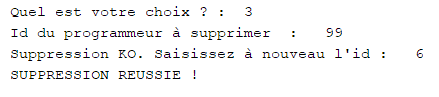 Quel est votre choix ? :  3
Id du programmeur à supprimer  :   99
Suppression KO. Saisissez à nouveau l'id :   6
SUPPRESSION REUSSIE !